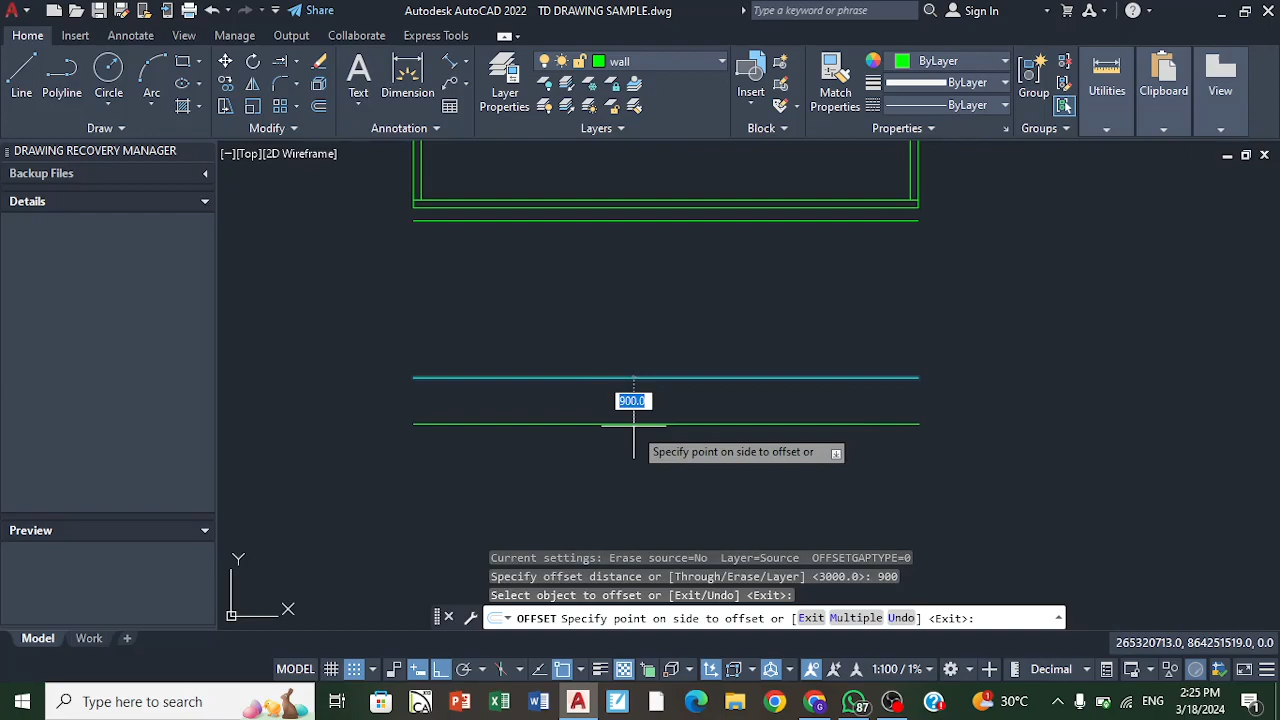 Autodesk AutoCAD 2022 TD DRAWING SAMPLE.dwg
Type a keyword or phrase
Sign In
Home Insert Annotate View Manage Output Collaborate Express Tools
Line Polyline Circle Arc
Text Dimension
Layer Properties
wall
Insert
Match Properties
ByLayer
ByLayer
ByLayer
Group
Utilities Clipboard View
Draw Modify Annotation Layers Block Properties Groups
DRAWING RECOVERY MANAGER
[−][Top][2D Wireframe]
Backup Files
Details
900.0
Specify point on side to offset or
Preview
Y
X
Current settings: Erase source=No Layer=Source OFFSETGAPTYPE=0
Specify offset distance or [Through/Erase/Layer] <3000.0>: 900
Select object to offset or [Exit/Undo] <Exit>:
OFFSET Specify point on side to offset or [Exit Multiple Undo] <Exit>:
Model Work +
265320713.0, 864251519.0, 0.0
MODEL 1:100 / 1% Decimal
Type here to search
87
30°C
2:25 PM
3/18/2024